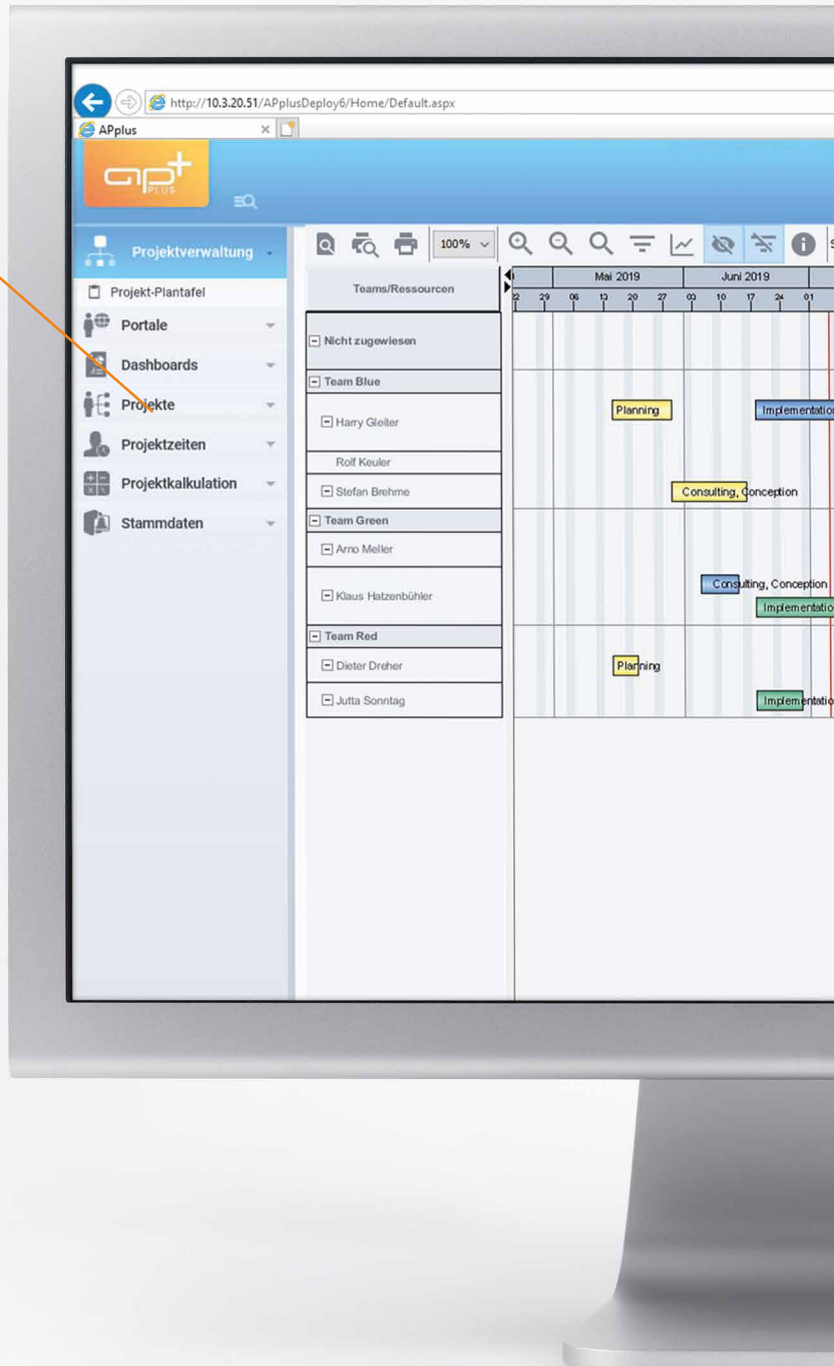 http://10.3.20.51/APplusDeploy6/Home/Default.aspx
APplus
ap+
PLUS
Projektverwaltung
Projekt-Plantafel
Portale
Dashboards
Projekte
Projektzeiten
Projektkalkulation
Stammdaten
100%
S
Teams/Ressourcen
Mai 2019
Juni 2019
22 29 06 13 20 27 03 10 17 24 01
Nicht zugewiesen
Team Blue
Harry Gleiter
Planning
Implementatio
Rolf Keuler
Stefan Brehme
Consulting, Conception
Team Green
Arno Meller
Klaus Hatzenbühler
Consulting, Conception
Implementatio
Team Red
Dieter Dreher
Planning
Jutta Sonntag
Implementatio